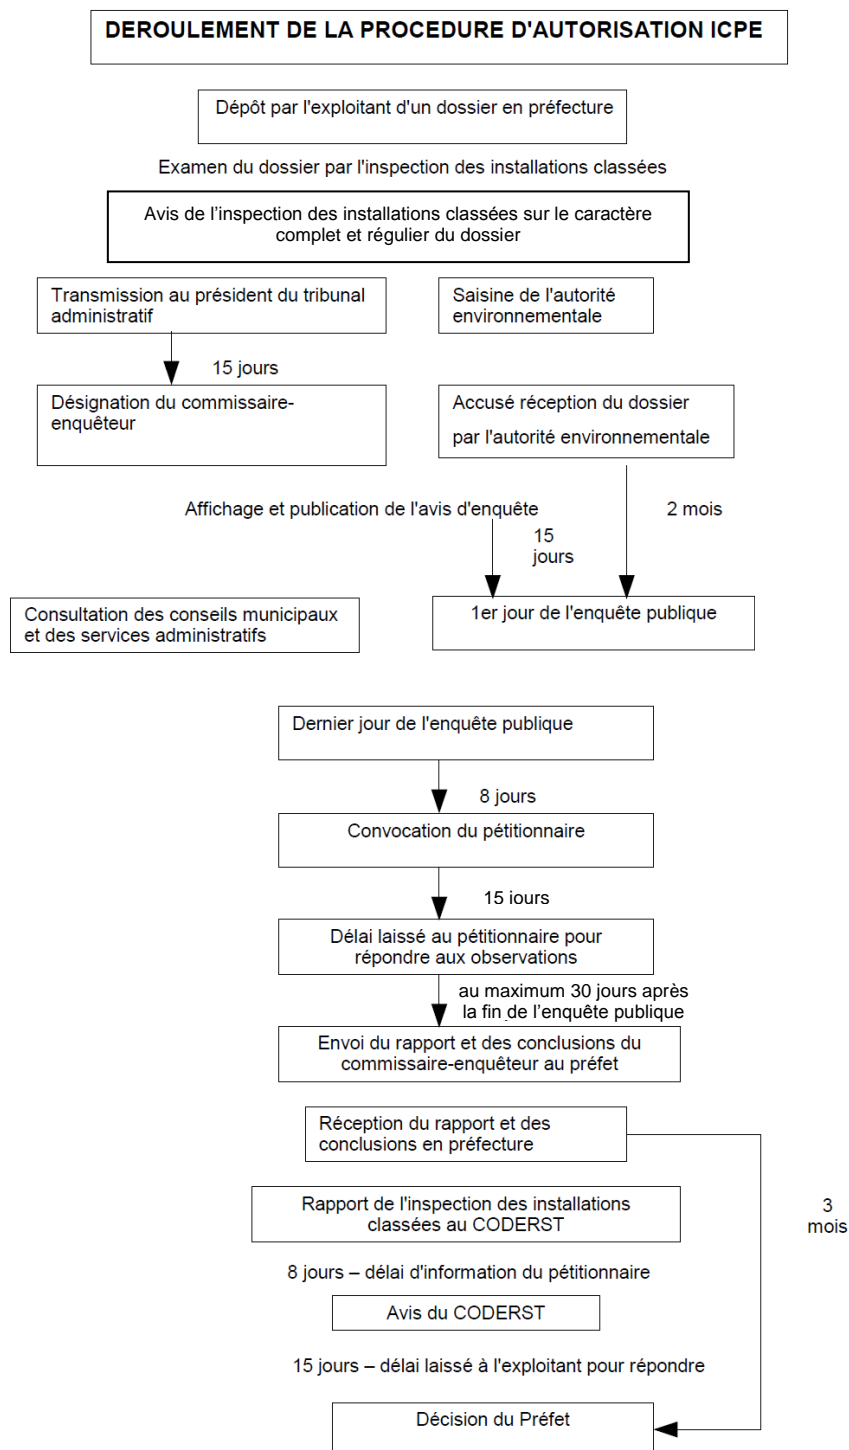 DEROULEMENT DE LA PROCEDURE D'AUTORISATION ICPE
Dépôt par l'exploitant d'un dossier en préfecture
Examen du dossier par l'inspection des installations classées
Avis de l’inspection des installations classées sur le caractère
complet et régulier du dossier
Transmission au président du tribunal
administratif
Saisine de l'autorité
environnementale
15 jours
Désignation du commissaire-
enquêteur
Accusé réception du dossier
par l'autorité environnementale
Affichage et publication de l'avis d'enquête
2 mois
15
jours
Consultation des conseils municipaux
et des services administratifs
1er jour de l'enquête publique
Dernier jour de l'enquête publique
8 jours
Convocation du pétitionnaire
15 jours
Délai laissé au pétitionnaire pour
répondre aux observations
au maximum 30 jours après
la fin de l’enquête publique
Envoi du rapport et des conclusions du
commissaire-enquêteur au préfet
Réception du rapport et des
conclusions en préfecture
Rapport de l'inspection des installations
classées au CODERST
3
mois
8 jours – délai d'information du pétitionnaire
Avis du CODERST
15 jours – délai laissé à l'exploitant pour répondre
Décision du Préfet